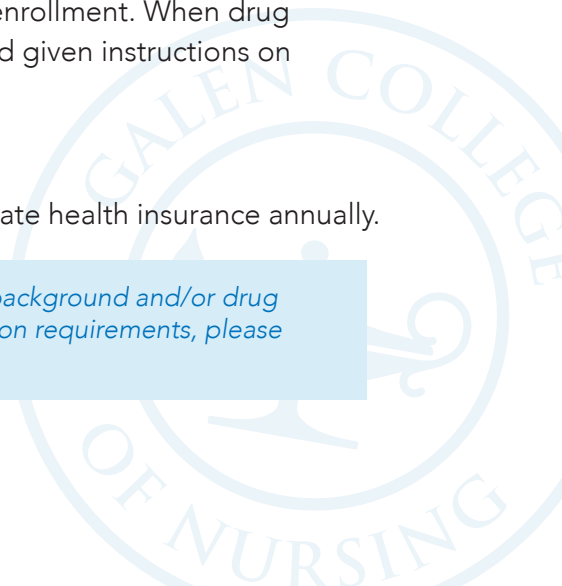 enrollment. When drug
d given instructions on
ate health insurance annually.
background and/or drug
on requirements, please
GALEN COLLEGE
OF NURSING